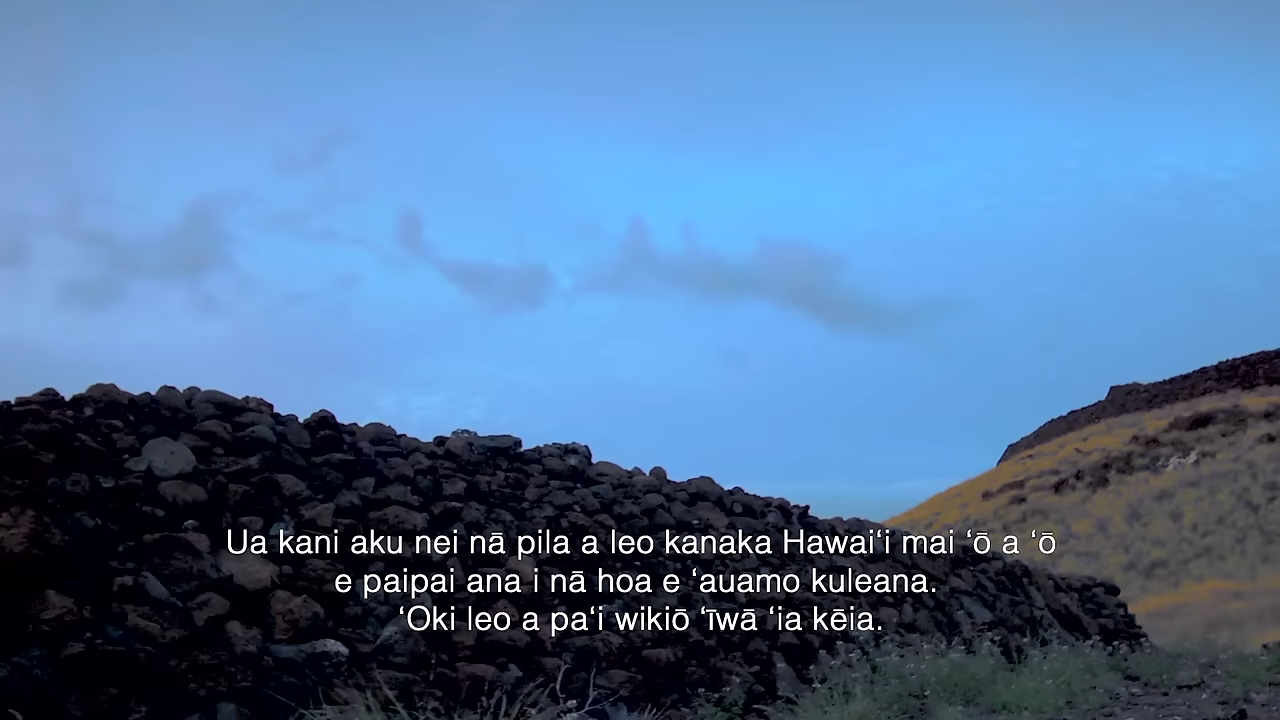 Ua kani aku nei nā pila a leo kanaka Hawaiʻi mai ʻō a ʻō
e paipai ana i nā hoa e ʻauamo kuleana.
ʻOki leo a paʻi wikiō ʻīwā ʻia kēia.